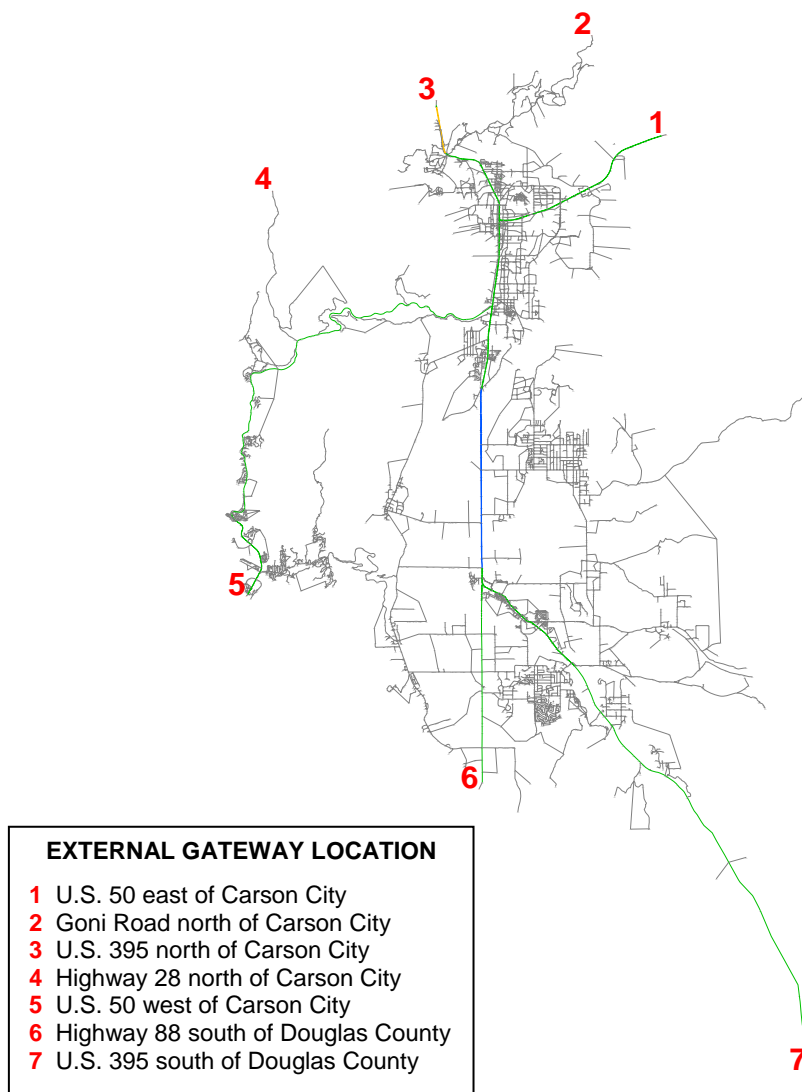 2
3
1
4
5
6
7
EXTERNAL GATEWAY LOCATION
1 U.S. 50 east of Carson City
2 Goni Road north of Carson City
3 U.S. 395 north of Carson City
4 Highway 28 north of Carson City
5 U.S. 50 west of Carson City
6 Highway 88 south of Douglas County
7 U.S. 395 south of Douglas County